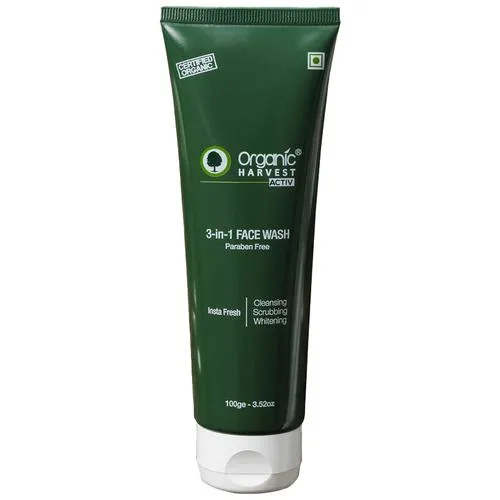 CERTIFIED
ORGANIC
Organic®
HARVEST
ACTIV
3-in-1 FACE WASH
Paraben Free
Insta Fresh
Cleansing
Scrubbing
Whitening
100ge - 3.52oz